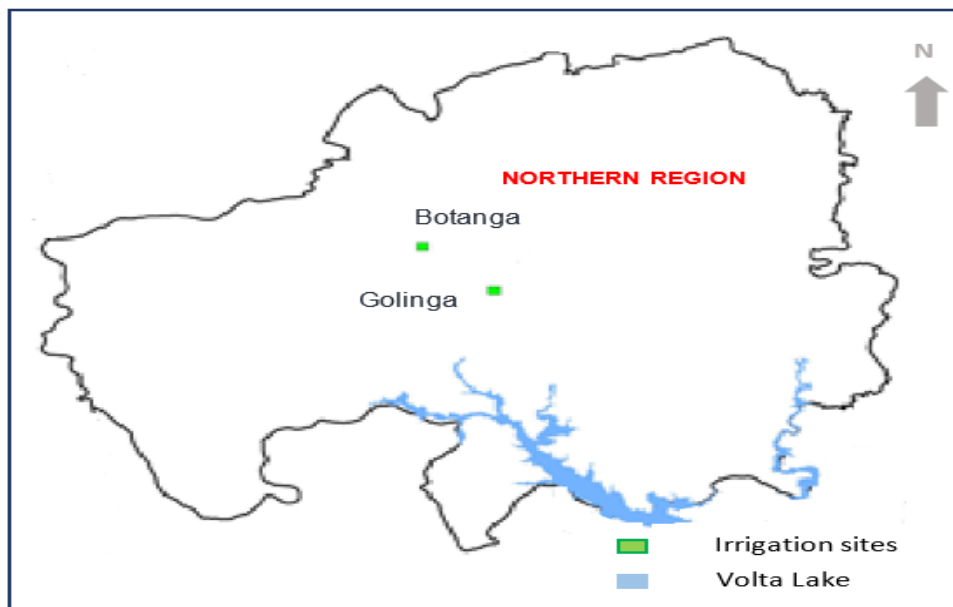 N
NORTHERN REGION
Botanga
Golinga
Irrigation sites
Volta Lake